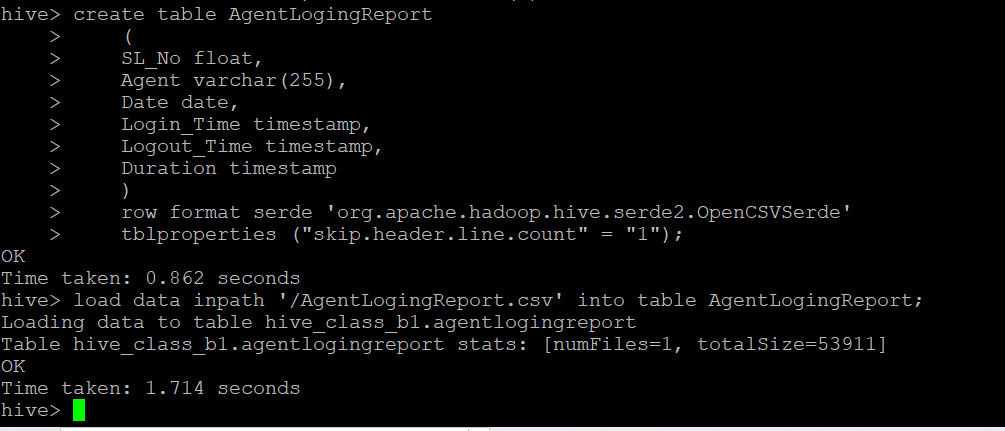 hive> create table AgentLogingReport
    >     (
    >     SL_No float,
    >     Agent varchar(255),
    >     Date date,
    >     Login_Time timestamp,
    >     Logout_Time timestamp,
    >     Duration timestamp
    >     )
    >     row format serde 'org.apache.hadoop.hive.serde2.OpenCSVSerde'
    >     tblproperties ("skip.header.line.count" = "1");
OK
Time taken: 0.862 seconds
hive> load data inpath '/AgentLogingReport.csv' into table AgentLogingReport;
Loading data to table hive_class_b1.agentlogingreport
Table hive_class_b1.agentlogingreport stats: [numFiles=1, totalSize=53911]
OK
Time taken: 1.714 seconds
hive>